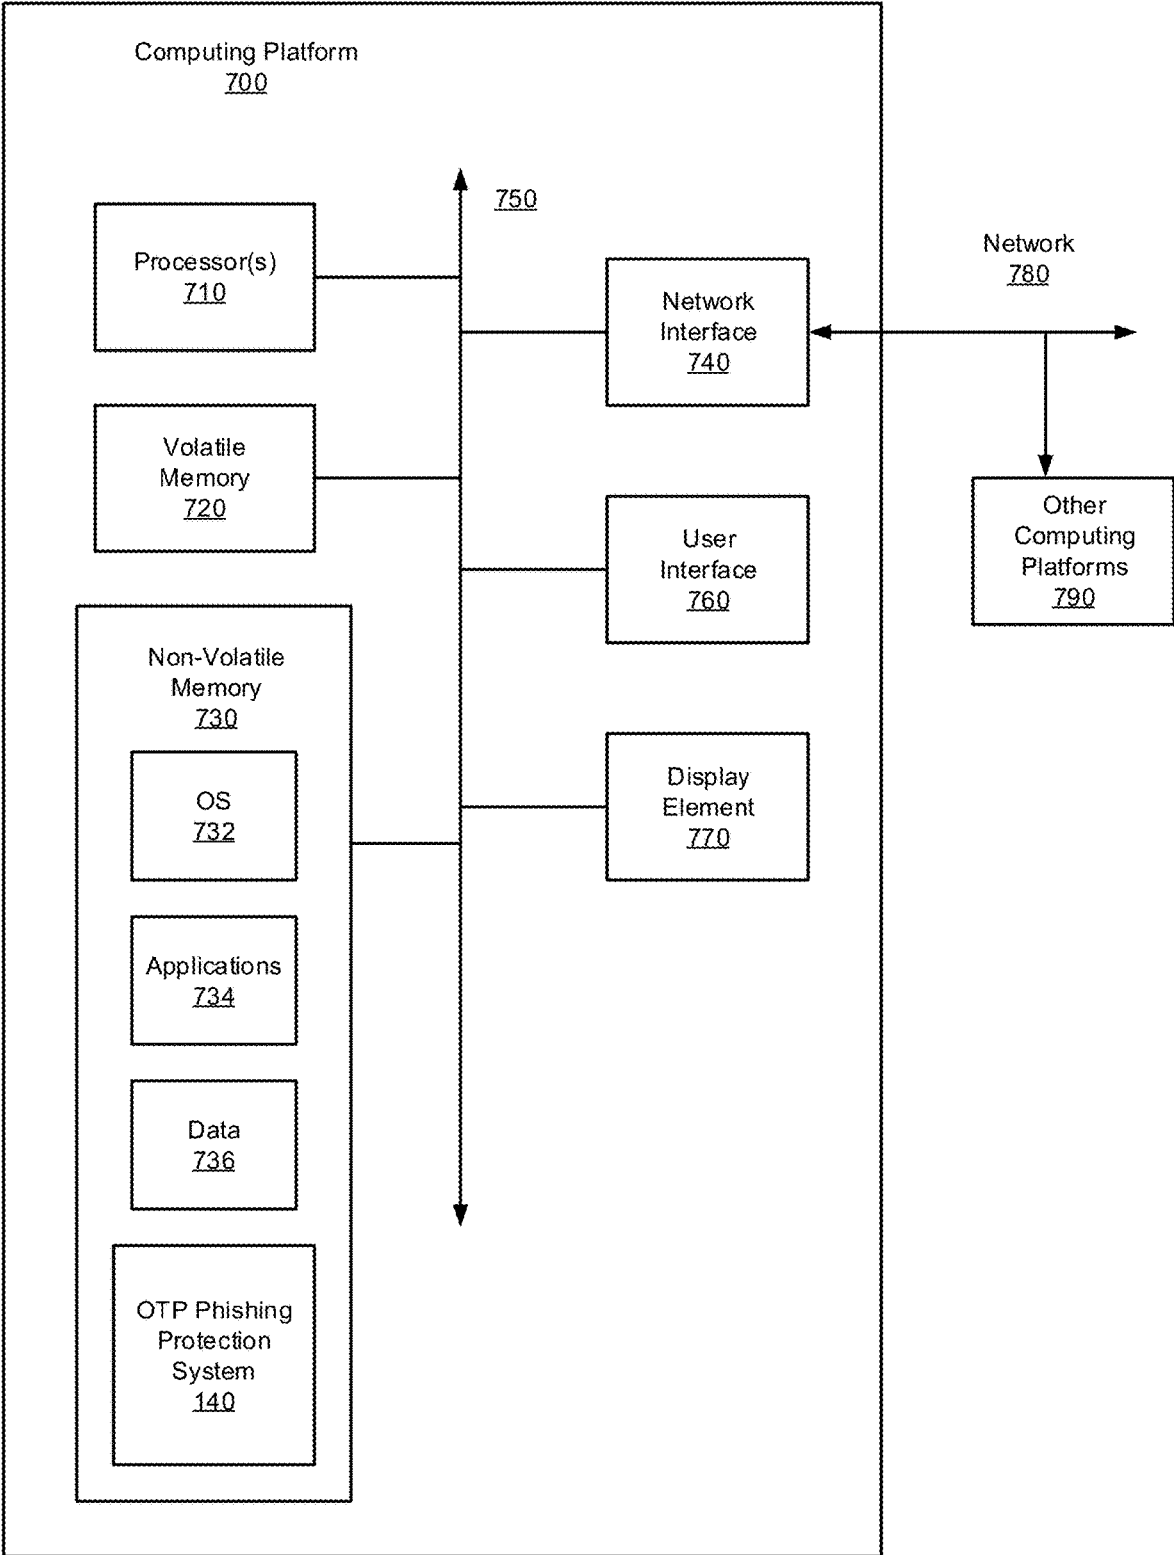 Computing Platform
700
750
Processor(s)
710
Network
Interface
740
Network
780
Volatile
Memory
720
User
Interface
760
Other
Computing
Platforms
790
Non-Volatile
Memory
730
OS
732
Display
Element
770
Applications
734
Data
736
OTP Phishing
Protection
System
140